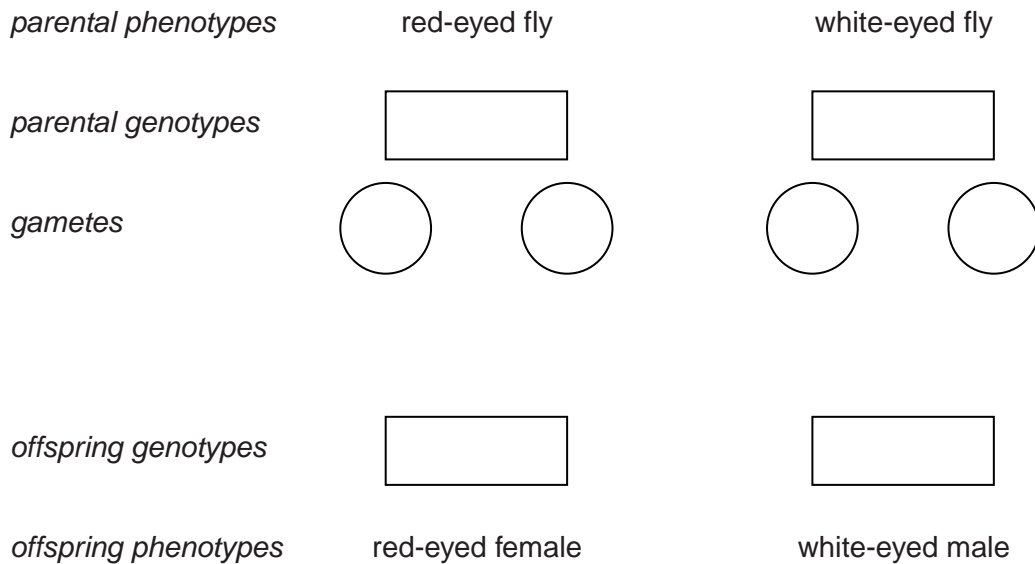 parental phenotypes red-eyed fly white-eyed fly
parental genotypes
gametes
offspring genotypes
offspring phenotypes red-eyed female white-eyed male